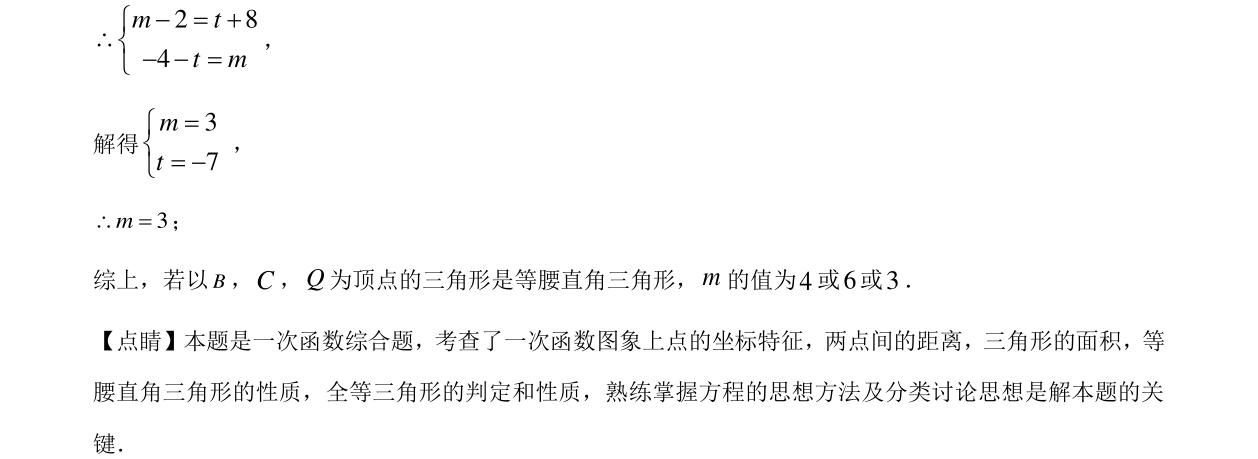 ∴{m−2=t+8
−4−t=m，
解得{m=3
t=−7，
∴m=3；
综上，若以B，C，Q为顶点的三角形是等腰直角三角形，m的值为4或6或3．
【点睛】本题是一次函数综合题，考查了一次函数图象上点的坐标特征，两点间的距离，三角形的面积，等
腰直角三角形的性质，全等三角形的判定和性质，熟练掌握方程的思想方法及分类讨论思想是解本题的关
键．